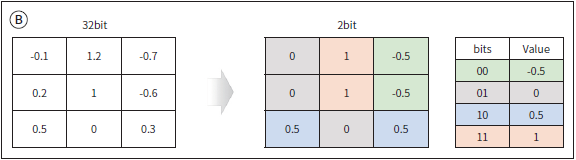 B
32bit
-0.1 1.2 -0.7
0.2 1 -0.6
0.5 0 0.3
2bit
0 1 -0.5
0 1 -0.5
0.5 0 0.5
bits Value
00 -0.5
01 0
10 0.5
11 1